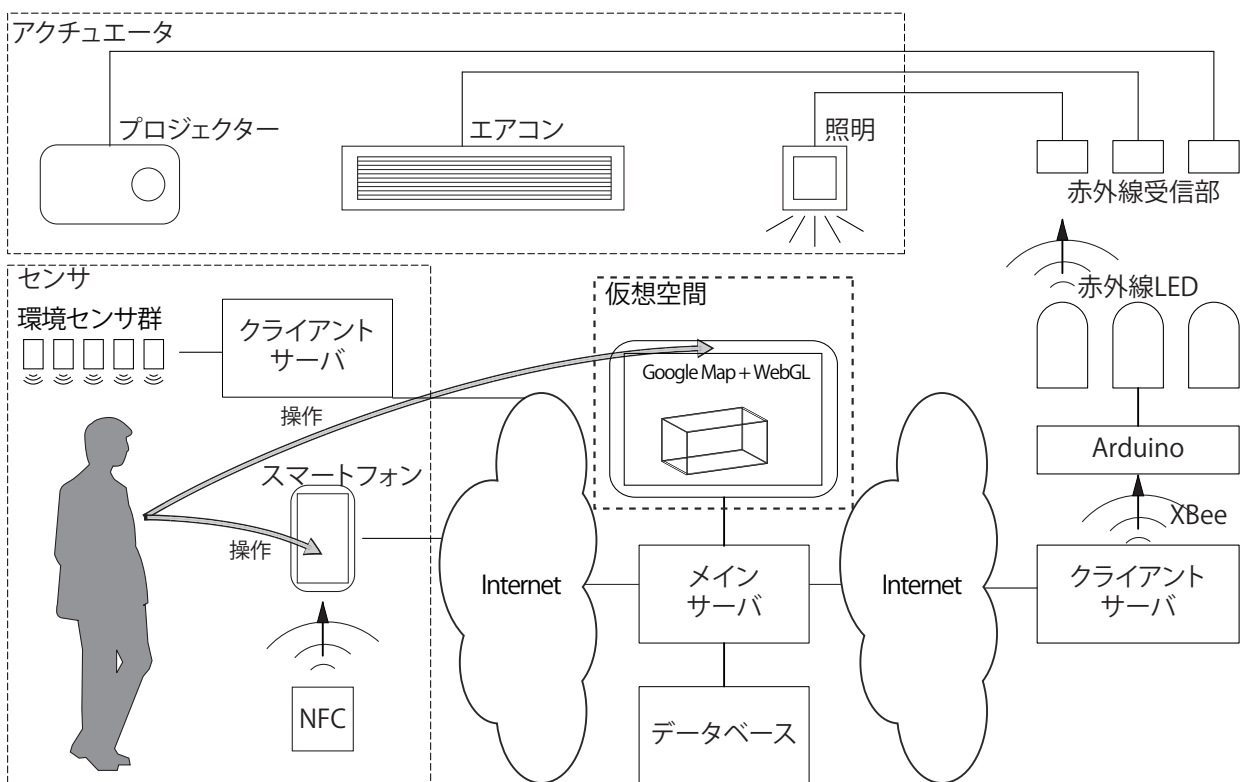 アクチュエータ
プロジェクター
エアコン
照明
赤外線受信部
赤外線LED
センサ
環境センサ群
クライアント
サーバ
仮想空間
Google Map + WebGL
操作
スマートフォン
操作
Arduino
XBee
Internet
メイン
サーバ
Internet
クライアント
サーバ
NFC
データベース